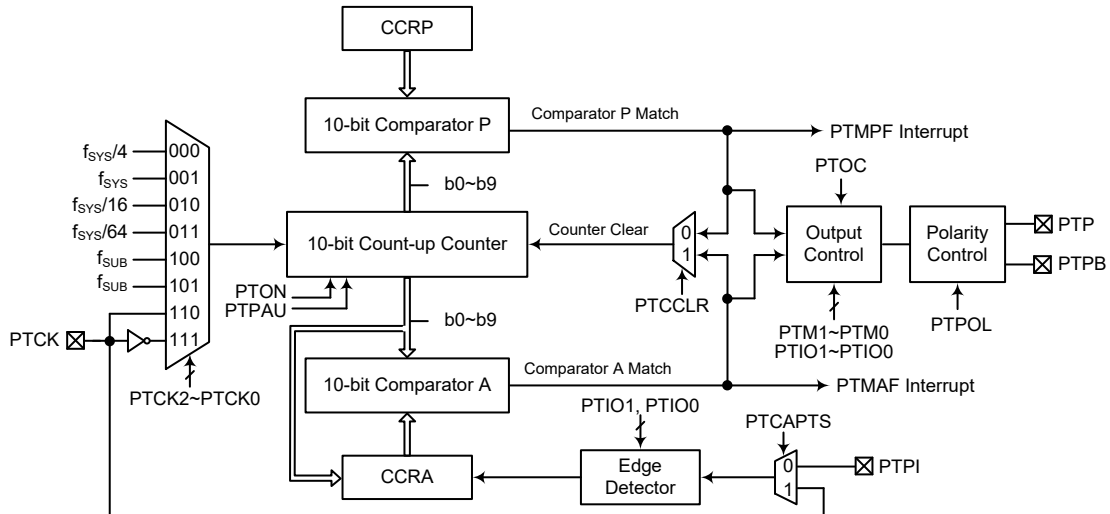 CCRP
10-bit Comparator P
Comparator P Match
PTMPF Interrupt
b0~b9
PTOC
fSYS/4
000
fSYS
001
fSYS/16
010
fSYS/64
011
fSUB
100
fSUB
101
110
111
10-bit Count-up Counter
Counter Clear
0
1
Output
Control
Polarity
Control
PTP
PTPB
PTON
PTPAU
PTCCLR
PTM1~PTM0
PTIO1~PTIO0
PTPOL
PTCK
b0~b9
PTCK2~PTCK0
10-bit Comparator A
Comparator A Match
PTMAF Interrupt
PTIO1, PTIO0
PTCAPTS
CCRA
Edge
Detector
0
1
PTPI